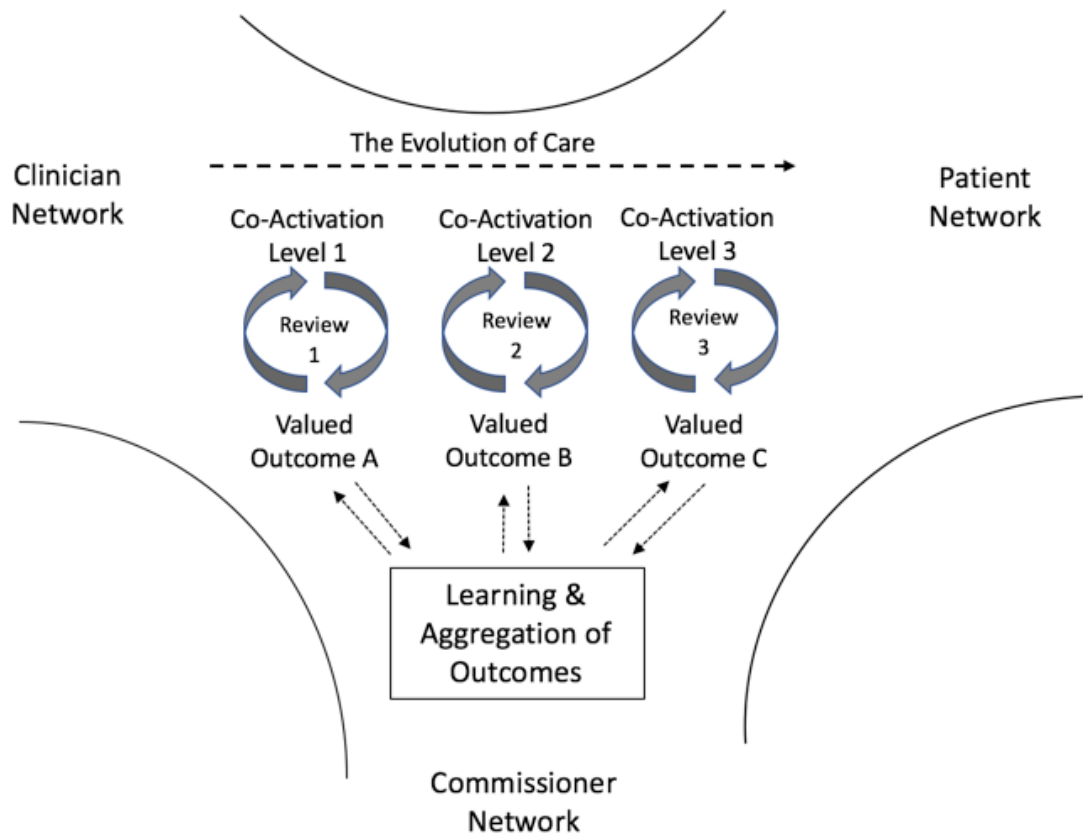 The Evolution of Care
Clinician
Network
Patient
Network
Co-Activation
Level 1
Co-Activation
Level 2
Co-Activation
Level 3
Review
1
Review
2
Review
3
Valued
Outcome A
Valued
Outcome B
Valued
Outcome C
Learning &
Aggregation of
Outcomes
Commissioner
Network